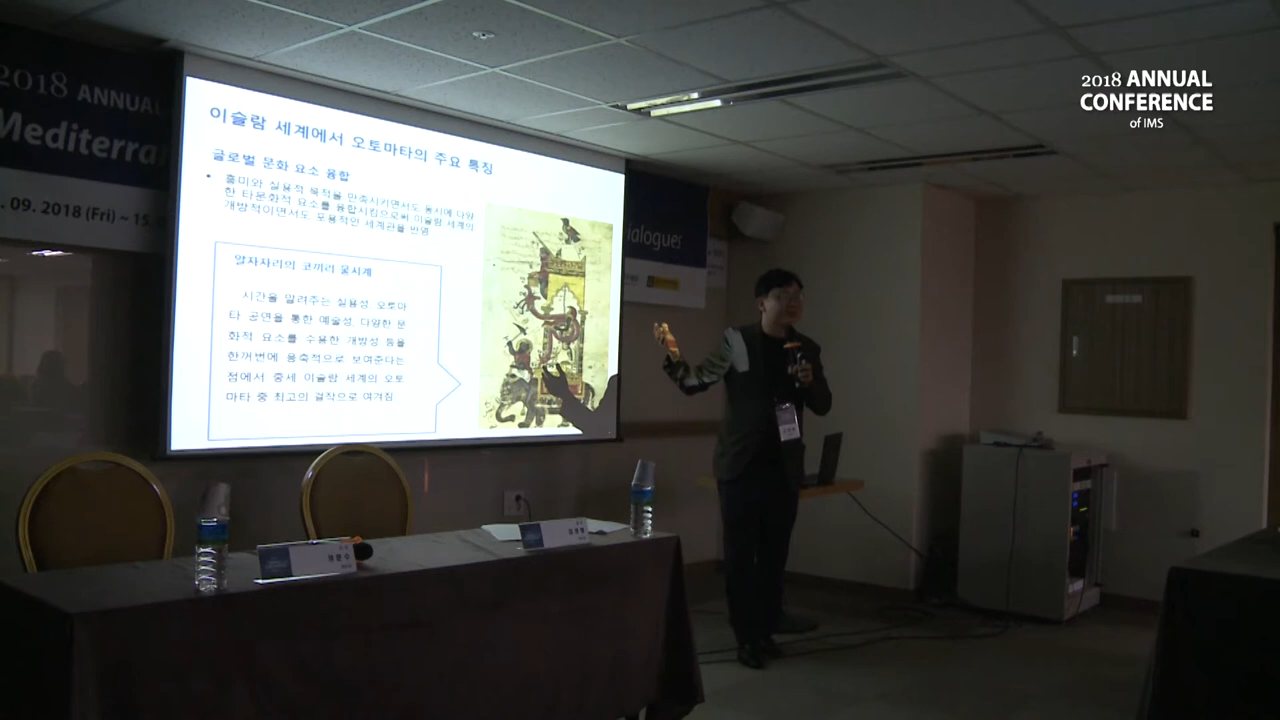 2018 ANNUAL
CONFERENCE
of IMS
2018 ANNUAL
Mediterra
. 09. 2018 (Fri) ~ 15.
ialogues
이슬람 세계에서 오토마타의 주요 특징
글로벌 문화 요소 융합
• 흥미와 실용적 목적을 만족시키면서도 동시에 다양
한 타문화적 요소를 융합시킴으로써 이슬람 세계의
개방적이면서도 포용적인 세계관을 반영
알자자리의 코끼리 물시계
시간을 알려주는 실용성, 오토마
타 공연을 통한 예술성, 다양한 문
화적 요소를 수용한 개방성 등을
한꺼번에 응축적으로 보여준다는
점에서 중세 이슬람 세계의 오토
마타 중 최고의 걸작으로 여겨짐